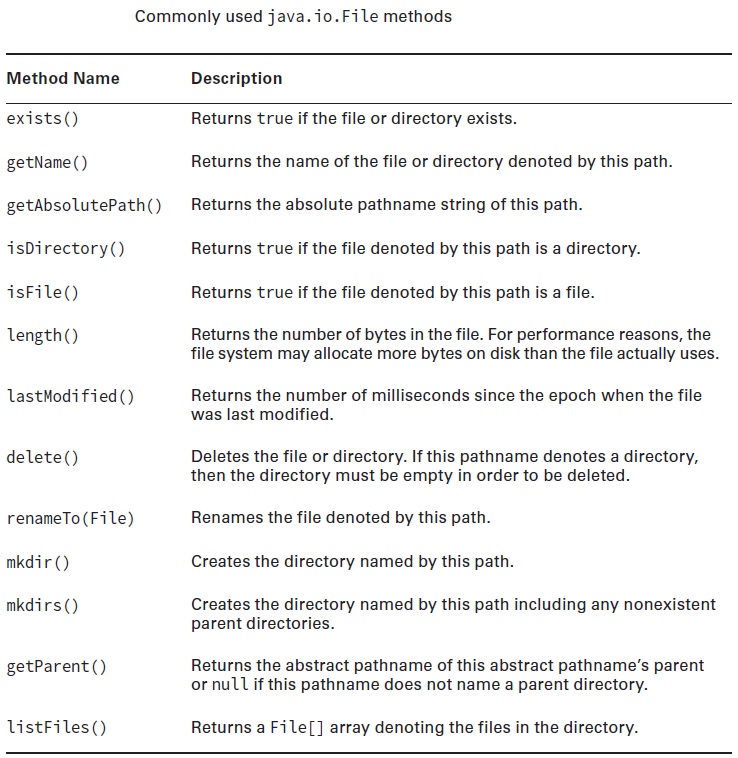 Commonly used java.io.File methods
Method Name Description
exists() Returns true if the file or directory exists.
getName() Returns the name of the file or directory denoted by this path.
getAbsolutePath() Returns the absolute pathname string of this path.
isDirectory() Returns true if the file denoted by this path is a directory.
isFile() Returns true if the file denoted by this path is a file.
length() Returns the number of bytes in the file. For performance reasons, the
file system may allocate more bytes on disk than the file actually uses.
lastModified() Returns the number of milliseconds since the epoch when the file
was last modified.
delete() Deletes the file or directory. If this pathname denotes a directory,
then the directory must be empty in order to be deleted.
renameTo(File) Renames the file denoted by this path.
mkdir() Creates the directory named by this path.
mkdirs() Creates the directory named by this path including any nonexistent
parent directories.
getParent() Returns the abstract pathname of this abstract pathname’s parent
or null if this pathname does not name a parent directory.
listFiles() Returns a File[] array denoting the files in the directory.